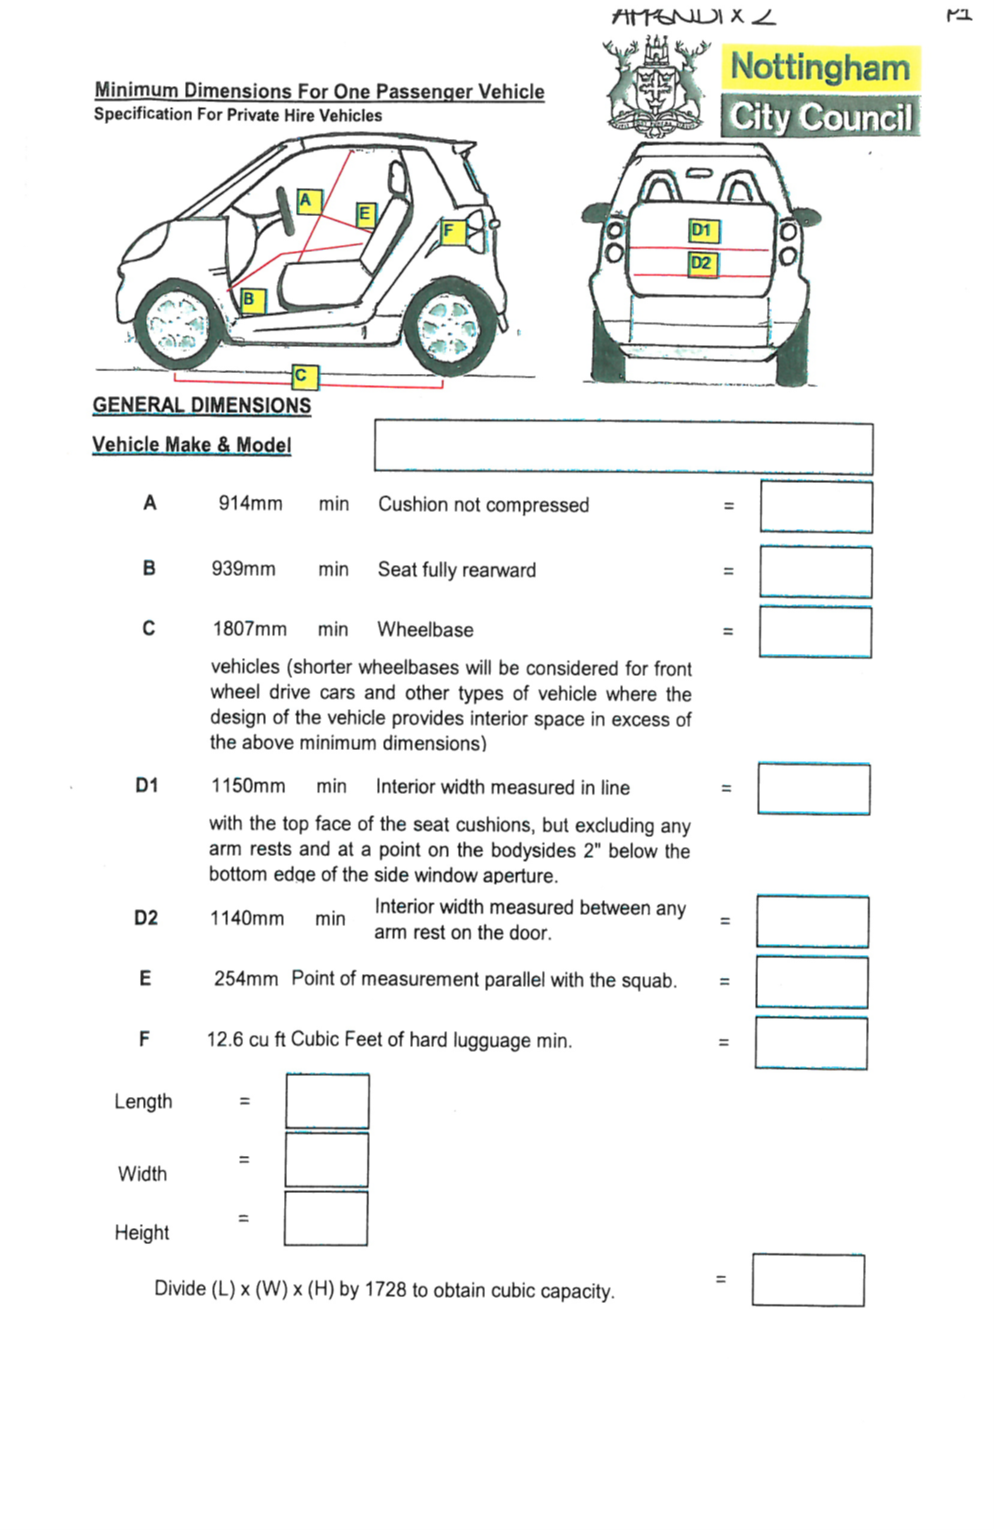 APPENDIX 2 P1
Nottingham
City Council
Minimum Dimensions For One Passenger Vehicle
Specification For Private Hire Vehicles
A
E
F
B
C
D1
D2
GENERAL DIMENSIONS
Vehicle Make & Model
A 914mm min Cushion not compressed =
B 939mm min Seat fully rearward =
C 1807mm min Wheelbase =
vehicles (shorter wheelbases will be considered for front
wheel drive cars and other types of vehicle where the
design of the vehicle provides interior space in excess of
the above minimum dimensions)
D1 1150mm min Interior width measured in line =
with the top face of the seat cushions, but excluding any
arm rests and at a point on the bodysides 2" below the
bottom edge of the side window aperture.
D2 1140mm min Interior width measured between any
arm rest on the door. =
E 254mm Point of measurement parallel with the squab. =
F 12.6 cu ft Cubic Feet of hard lugguage min. =
Length =
Width =
Height =
Divide (L) x (W) x (H) by 1728 to obtain cubic capacity. =